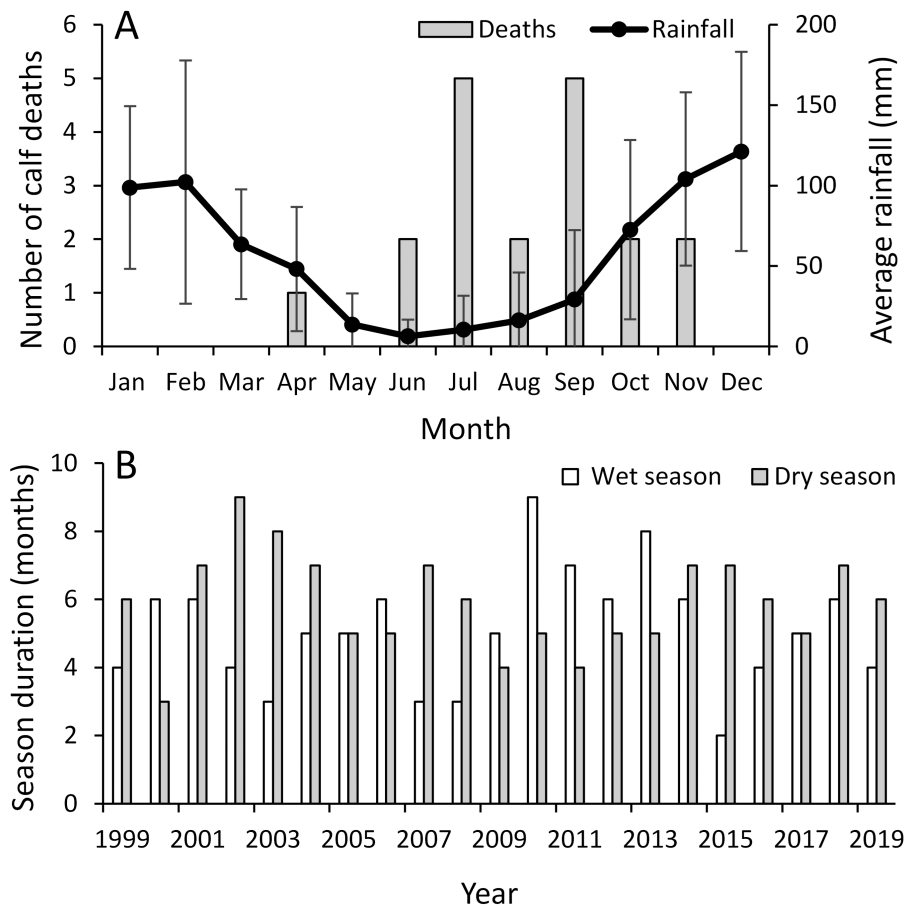 A
Deaths Rainfall
Number of calf deaths
6
5
4
3
2
1
0
200
150
100
50
0
Average rainfall (mm)
Jan Feb Mar Apr May Jun Jul Aug Sep Oct Nov Dec
Month
B
Wet season Dry season
Season duration (months)
10
8
6
4
2
0
1999 2001 2003 2005 2007 2009 2011 2013 2015 2017 2019
Year